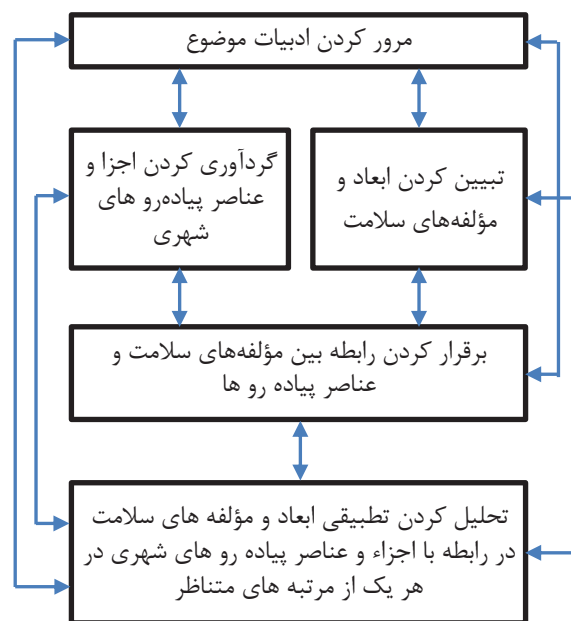 مرور کردن ادبیات موضوع
تبیین کردن ابعاد و
مؤلفه‌های سلامت
گردآوری کردن اجزا و
عناصر پیاده‌رو های
شهری
برقرار کردن رابطه بین مؤلفه‌های سلامت و
عناصر پیاده رو ها
تحلیل کردن تطبیقی ابعاد و مؤلفه های سلامت
در رابطه با اجزاء و عناصر پیاده رو های شهری در
هر یک از مرتبه های متناظر